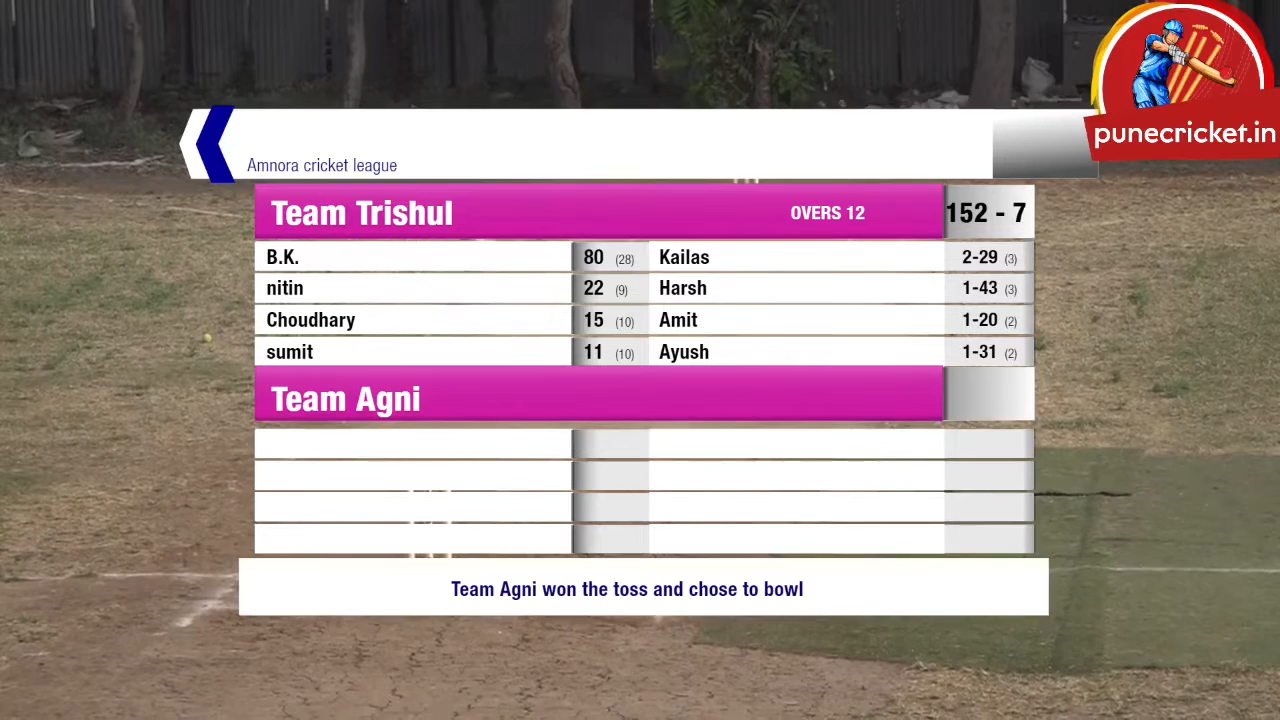 punecricket.in
Amnora cricket league
Team Trishul OVERS 12 152 - 7
B.K. 80 (28) Kailas 2-29 (3)
nitin 22 (9) Harsh 1-43 (3)
Choudhary 15 (10) Amit 1-20 (2)
sumit 11 (10) Ayush 1-31 (2)
Team Agni
Team Agni won the toss and chose to bowl